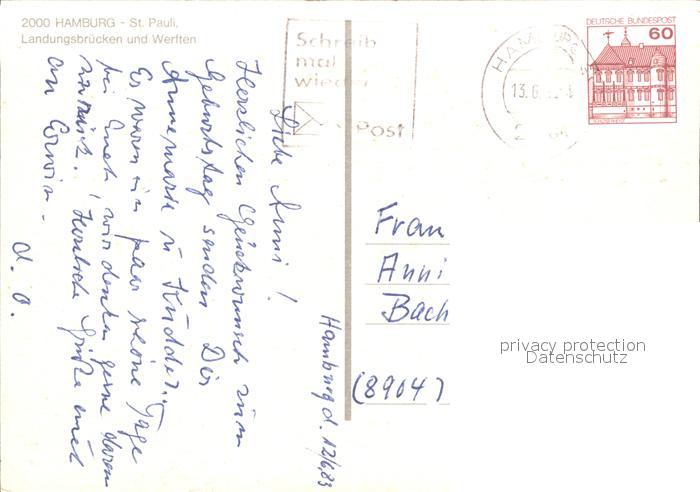 2000 HAMBURG - St. Pauli,
Landungsbrücken und Werften
Schreib
mal
wieder
Post
HAMBURG
13.6.
DEUTSCHE BUNDESPOST
60
Hamburg d. 12/6.83
Liebe Anni!
Herzlichen Glückwunsch zum
Geburtstag senden Dir
Annemarie u
Es waren ein paar schöne Tage
bei Euch, wir denken gerne daran
zurück! Herzliche Grüße auch
an Erwin.
d. O.
Frau
Anni
Bach
(8904)
privacy protection
Datenschutz